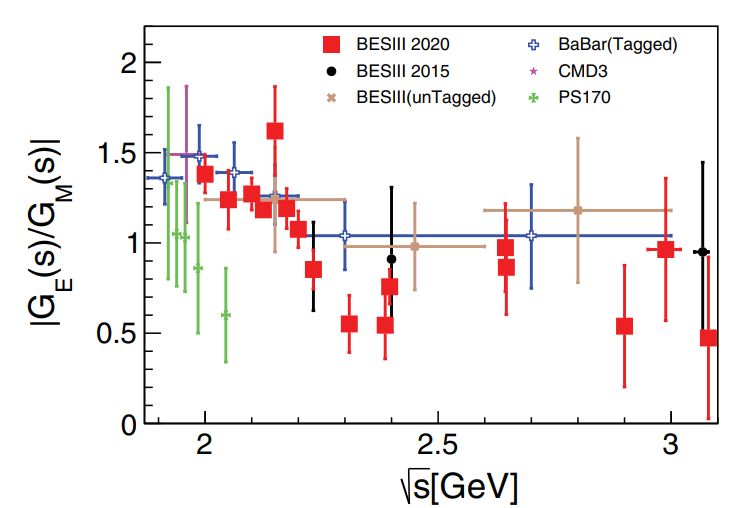 BESIII 2020
BaBar(Tagged)
BESIII 2015
CMD3
BESIII(unTagged)
PS170
|G_E(s)/G_M(s)|
2
1.5
1
0.5
0
2
2.5
3
√s[GeV]